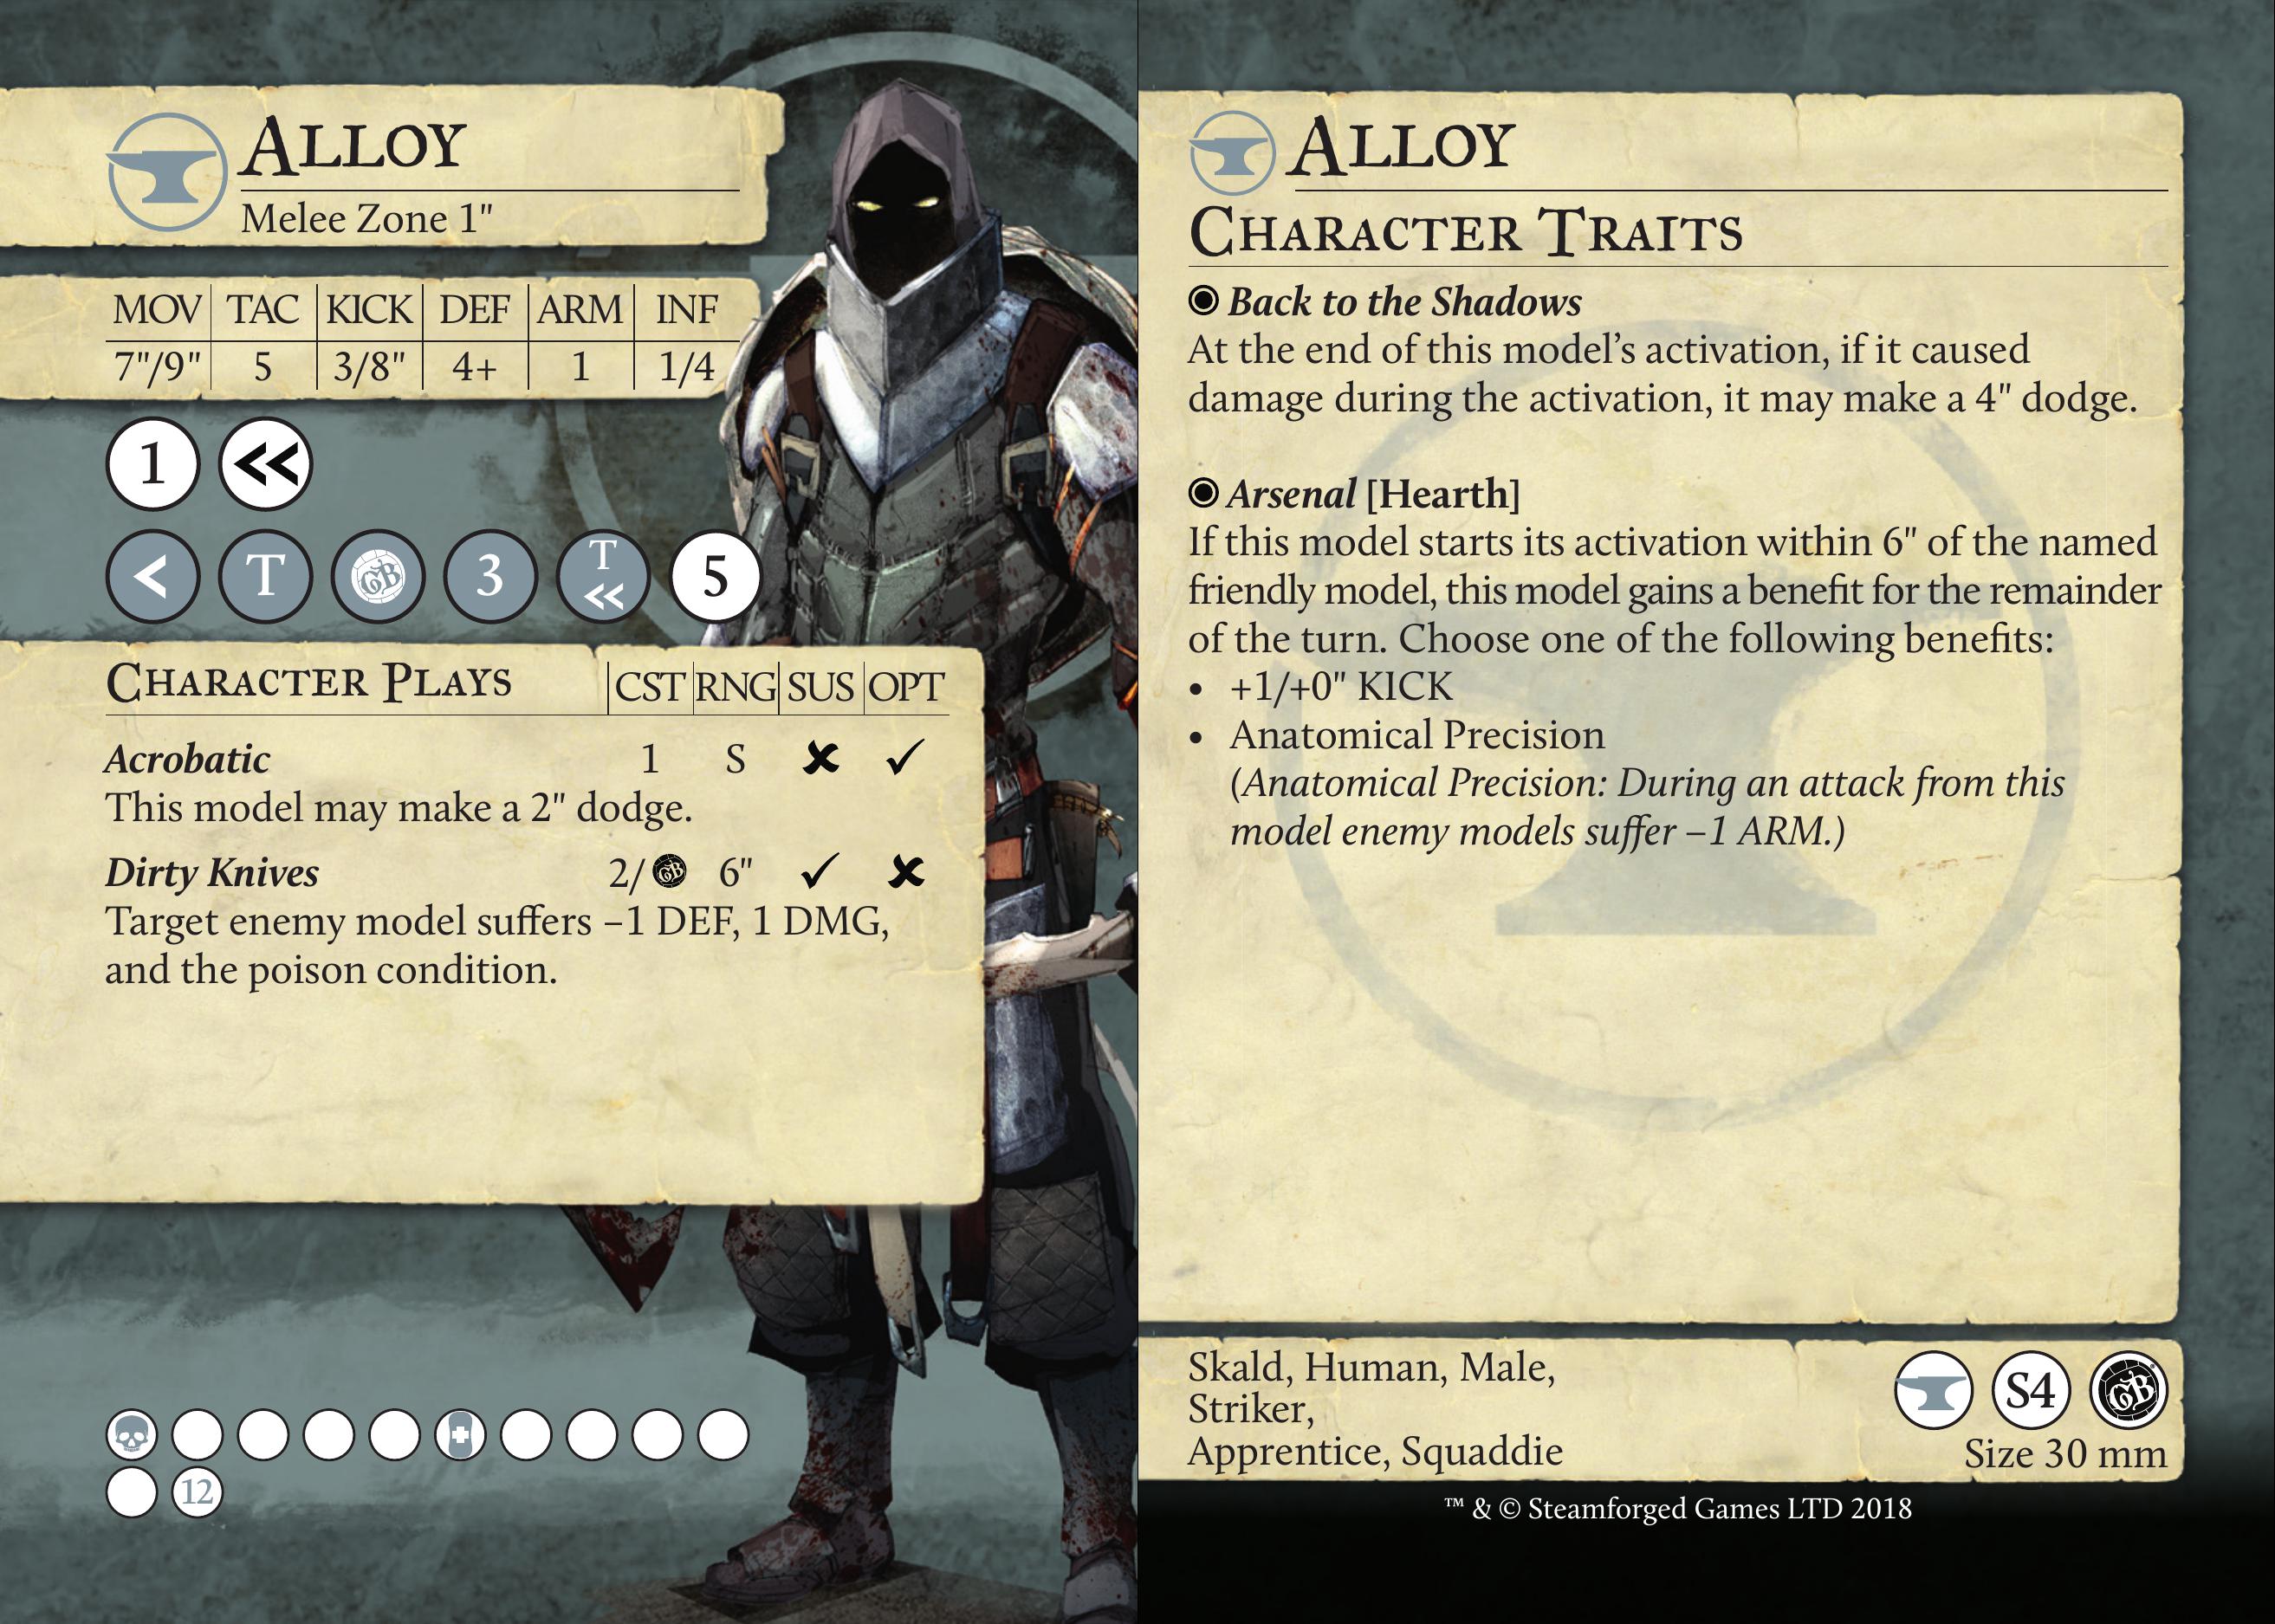 ALLOY
Melee Zone 1"
MOV TAC KICK DEF ARM INF
7"/9" 5 3/8" 4+ 1 1/4
1 <<
< T GB 3 T << 5
CHARACTER PLAYS CST RNG SUS OPT
Acrobatic 1 S ✘ ✓
This model may make a 2" dodge.
Dirty Knives 2/GB 6" ✓ ✘
Target enemy model suffers –1 DEF, 1 DMG,
and the poison condition.
12
ALLOY
CHARACTER TRAITS
Back to the Shadows
At the end of this model’s activation, if it caused
damage during the activation, it may make a 4" dodge.
Arsenal [Hearth]
If this model starts its activation within 6" of the named
friendly model, this model gains a benefit for the remainder
of the turn. Choose one of the following benefits:
• +1/+0" KICK
• Anatomical Precision
(Anatomical Precision: During an attack from this
model enemy models suffer –1 ARM.)
Skald, Human, Male,
Striker,
Apprentice, Squaddie
S4 GB
Size 30 mm
™ & © Steamforged Games LTD 2018